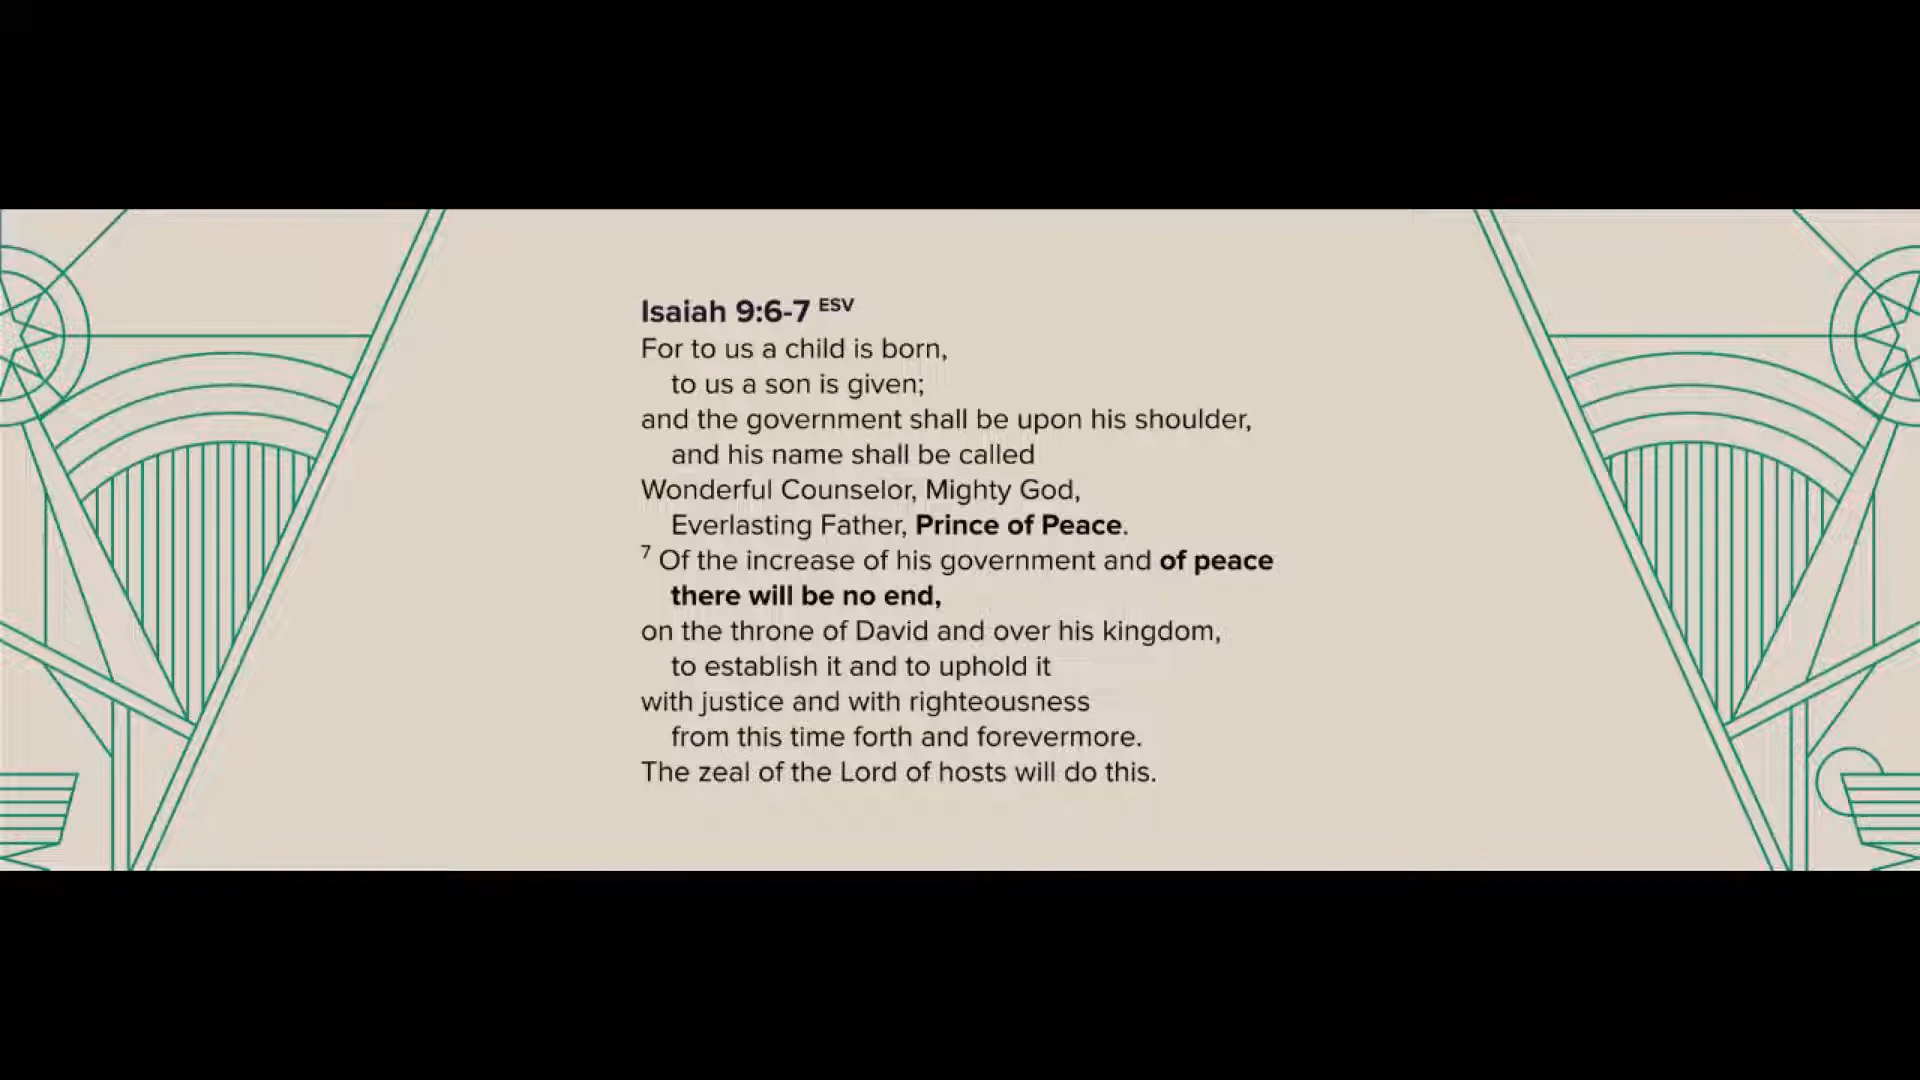 Isaiah 9:6-7 ESV
For to us a child is born,
to us a son is given;
and the government shall be upon his shoulder,
and his name shall be called
Wonderful Counselor, Mighty God,
Everlasting Father, Prince of Peace.
7 Of the increase of his government and of peace
there will be no end,
on the throne of David and over his kingdom,
to establish it and to uphold it
with justice and with righteousness
from this time forth and forevermore.
The zeal of the Lord of hosts will do this.